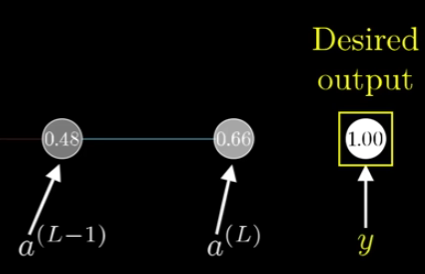 Desired
output
0.48 0.66 1.00
a^(L−1) a^(L) y